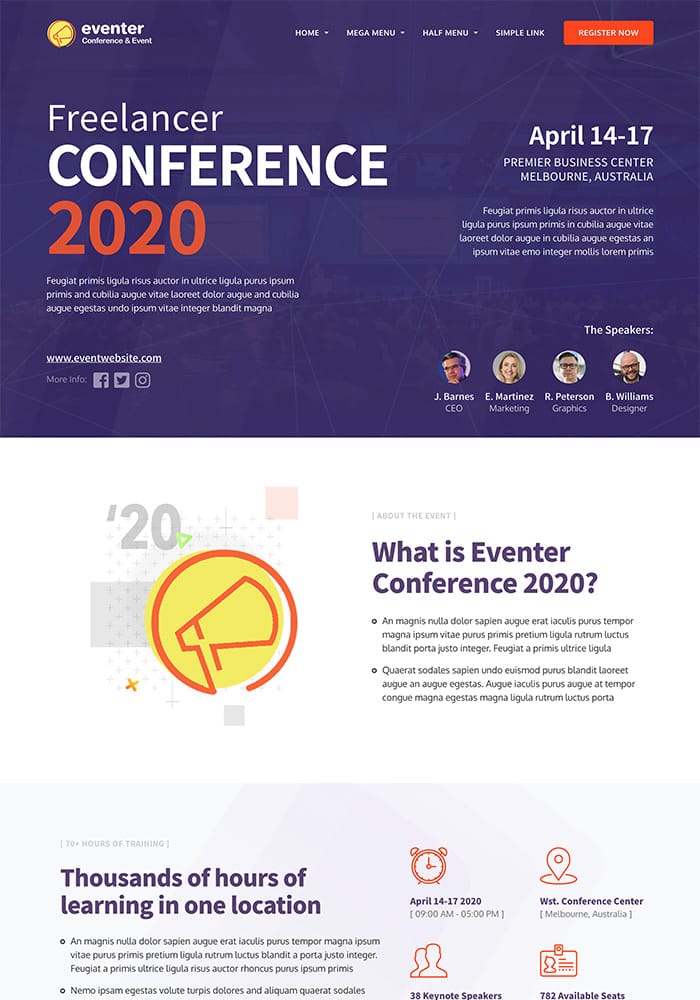 eventer
Conference & Event
HOME
MEGA MENU
HALF MENU
SIMPLE LINK
REGISTER NOW
Freelancer
CONFERENCE
2020
Feugiat primis ligula risus auctor in ultrice ligula purus ipsum
primis and cubilia augue vitae laoreet dolor augue and cubilia
augue egestas undo ipsum vitae integer blandit magna
www.eventwebsite.com
More Info:
April 14-17
PREMIER BUSINESS CENTER
MELBOURNE, AUSTRALIA
Feugiat primis ligula risus auctor in ultrice
ligula purus ipsum primis in cubilia augue vitae
laoreet dolor augue in cubilia augue egestas an
ipsum vitae emo integer mollis lorem primis
The Speakers:
J. Barnes
CEO
E. Martinez
Marketing
R. Peterson
Graphics
B. Williams
Designer
‘20
[ ABOUT THE EVENT ]
What is Eventer
Conference 2020?
An magnis nulla dolor sapien augue erat iaculis purus tempor
magna ipsum vitae purus primis pretium ligula rutrum luctus
blandit porta justo integer. Feugiat a primis ultrice ligula
Quaerat sodales sapien undo euismod purus blandit laoreet
augue an augue egestas. Augue iaculis purus augue at tempor
congue magna egestas magna ligula rutrum luctus porta
[ 70+ HOURS OF TRAINING ]
Thousands of hours of
learning in one location
An magnis nulla dolor sapien augue erat iaculis purus tempor magna ipsum
vitae purus primis pretium ligula rutrum luctus blandit a porta justo integer.
Feugiat a primis ultrice ligula risus auctor rhoncus purus ipsum primis
Nemo ipsam egestas volute turpis dolores and aliquam quaerat sodales
April 14-17 2020
[ 09:00 AM - 05:00 PM ]
Wst. Conference Center
[ Melbourne, Australia ]
38 Keynote Speakers
782 Available Seats